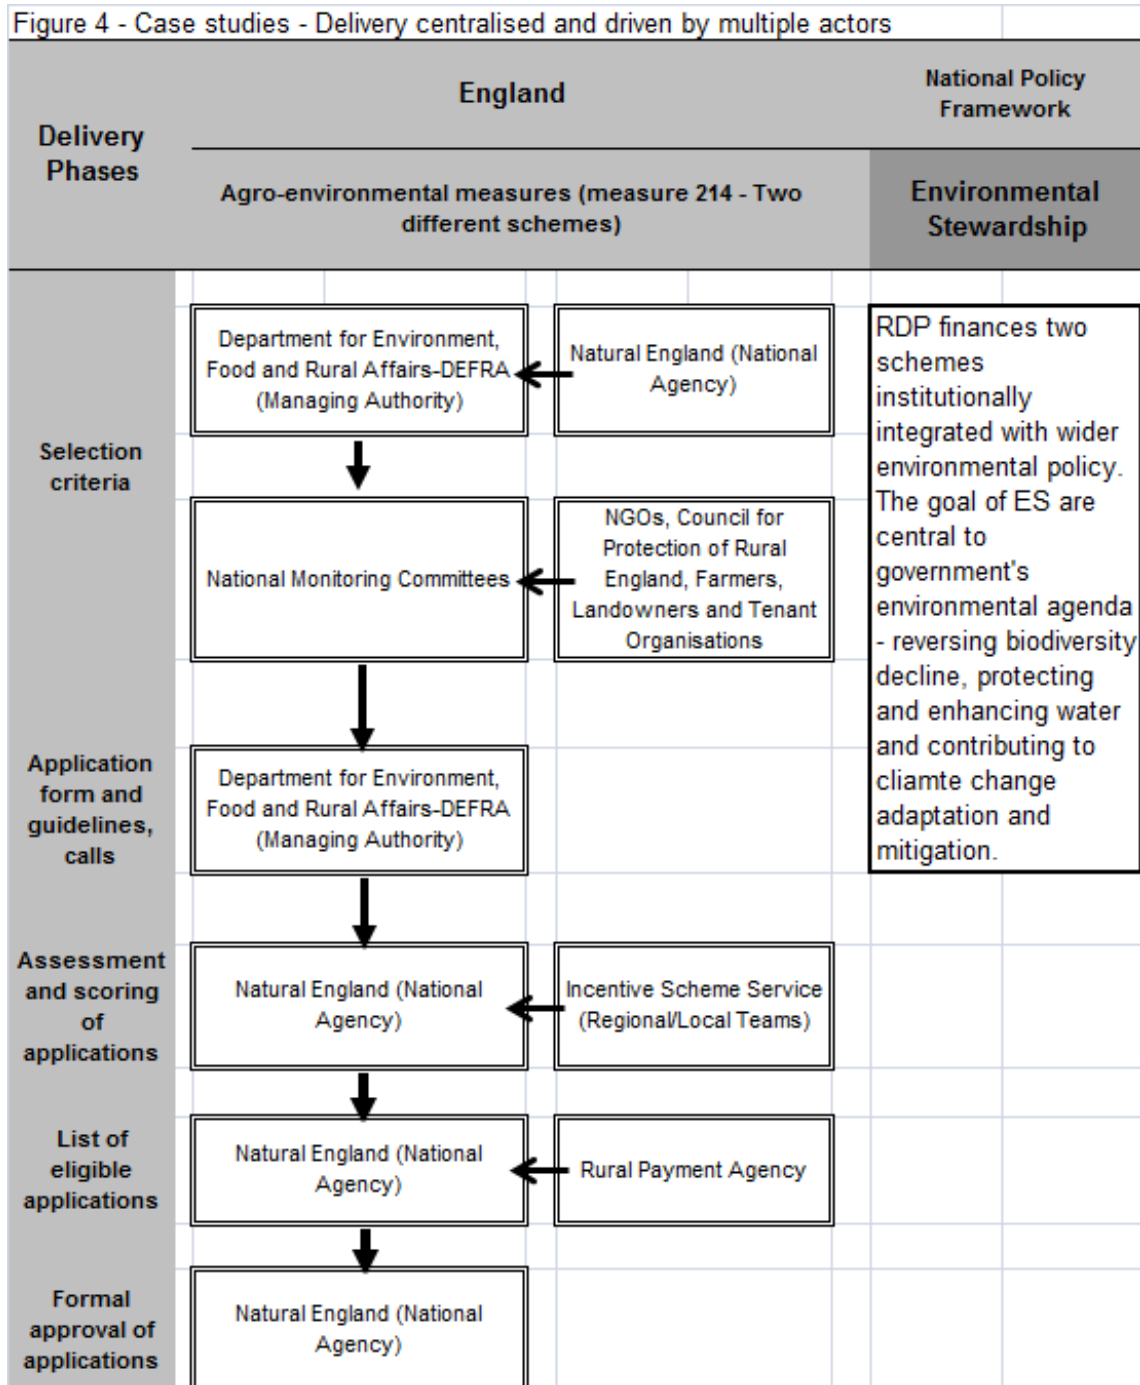 Figure 4 - Case studies - Delivery centralised and driven by multiple actors
Delivery
Phases
England
National Policy
Framework
Agro-environmental measures (measure 214 - Two
different schemes)
Environmental
Stewardship
Selection
criteria
Department for Environment,
Food and Rural Affairs-DEFRA
(Managing Authority)
Natural England (National
Agency)
National Monitoring Committees
NGOs, Council for
Protection of Rural
England, Farmers,
Landowners and Tenant
Organisations
RDP finances two
schemes
institutionally
integrated with wider
environmental policy.
The goal of ES are
central to
government's
environmental agenda
- reversing biodiversity
decline, protecting
and enhancing water
and contributing to
cliamte change
adaptation and
mitigation.
Application
form and
guidelines,
calls
Department for Environment,
Food and Rural Affairs-DEFRA
(Managing Authority)
Assessment
and scoring
of
applications
Natural England (National
Agency)
Incentive Scheme Service
(Regional/Local Teams)
List of
eligible
applications
Natural England (National
Agency)
Rural Payment Agency
Formal
approval of
applications
Natural England (National
Agency)